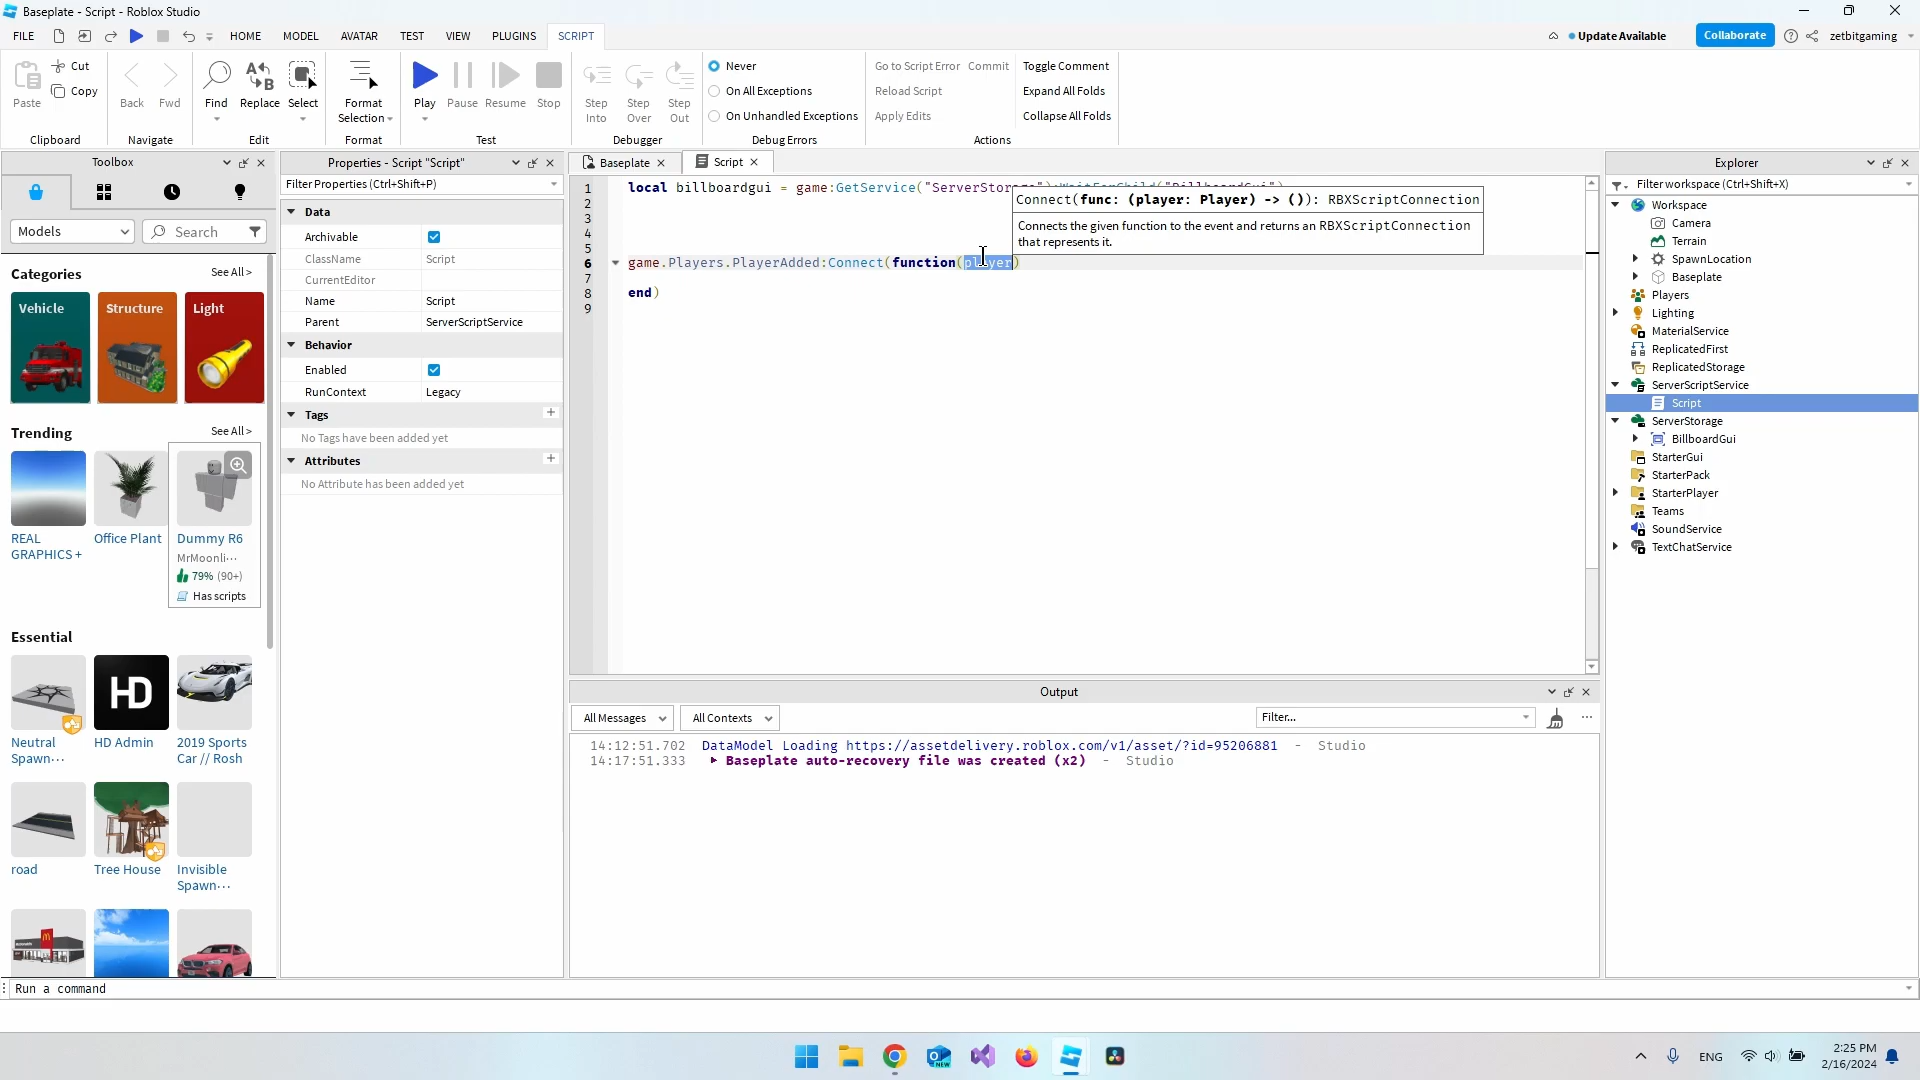 Baseplate - Script - Roblox Studio
FILE
HOME
MODEL
AVATAR
TEST
VIEW
PLUGINS
SCRIPT
Update Available
Collaborate
zetbitgaming
Paste
Cut
Copy
Clipboard
Back
Fwd
Navigate
Find
Replace
Select
Edit
Format
Selection
Format
Play
Pause
Resume
Stop
Test
Step
Into
Step
Over
Step
Out
Debugger
Never
On All Exceptions
On Unhandled Exceptions
Debug Errors
Go to Script Error
Commit
Reload Script
Apply Edits
Toggle Comment
Expand All Folds
Collapse All Folds
Actions
Toolbox
Models
Search
Categories
See All >
Vehicle
Structure
Light
Trending
See All >
REAL
GRAPHICS +
Office Plant
Dummy R6
MrMoonli···
79% (90+)
Has scripts
Essential
Neutral
Spawn···
HD
HD Admin
2019 Sports
Car // Rosh
road
Tree House
Invisible
Spawn···
Properties - Script "Script"
Filter Properties (Ctrl+Shift+P)
Data
Archivable
ClassName Script
CurrentEditor
Name Script
Parent ServerScriptService
Behavior
Enabled
RunContext Legacy
Tags
No Tags have been added yet
Attributes
No Attribute has been added yet
Baseplate
Script
1 local billboardgui = game:GetService("ServerStorage"):WaitForChild("BillboardGui")
2
3
4
5
6 game.Players.PlayerAdded:Connect(function(player)
7
8 end)
9
Connect(func: (player: Player) -> ()): RBXScriptConnection
Connects the given function to the event and returns an RBXScriptConnection
that represents it.
Output
All Messages
All Contexts
Filter...
14:12:51.702 DataModel Loading https://assetdelivery.roblox.com/v1/asset/?id=95206881 - Studio
14:17:51.333 Baseplate auto-recovery file was created (x2) - Studio
Explorer
Filter workspace (Ctrl+Shift+X)
Workspace
Camera
Terrain
SpawnLocation
Baseplate
Players
Lighting
MaterialService
ReplicatedFirst
ReplicatedStorage
ServerScriptService
Script
ServerStorage
BillboardGui
StarterGui
StarterPack
StarterPlayer
Teams
SoundService
TextChatService
Run a command
ENG
2:25 PM
2/16/2024